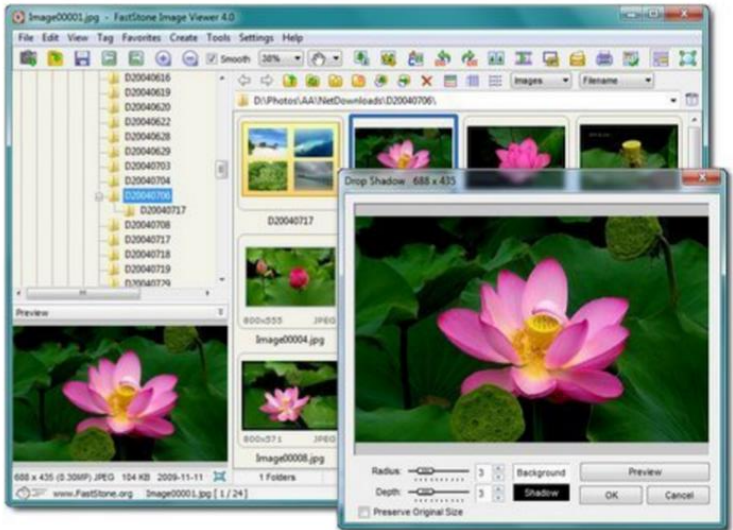 Image00001.jpg - FastStone Image Viewer 4.0
File Edit View Tag Favorites Create Tools Settings Help
Smooth 38% Images Filename
D:\Photos\AA\NetDownloads\D20040706\
D20040616
D20040619
D20040620
D20040622
D20040628
D20040629
D20040703
D20040704
D20040706
D20040717
D20040708
D20040717
D20040718
D20040719
D20040729
Preview
688 x 435 (0.30MP) JPEG 104 KB 2009-11-11
www.FastStone.org Image00001.jpg [ 1 / 24 ]
D20040717
800x555 JPEG
Image00004.jpg
800x571 JPEG
Image00008.jpg
1 Folders
Drop Shadow 688 x 435
Radius: 3 Background Preview
Depth: 3 Shadow OK Cancel
Preserve Original Size